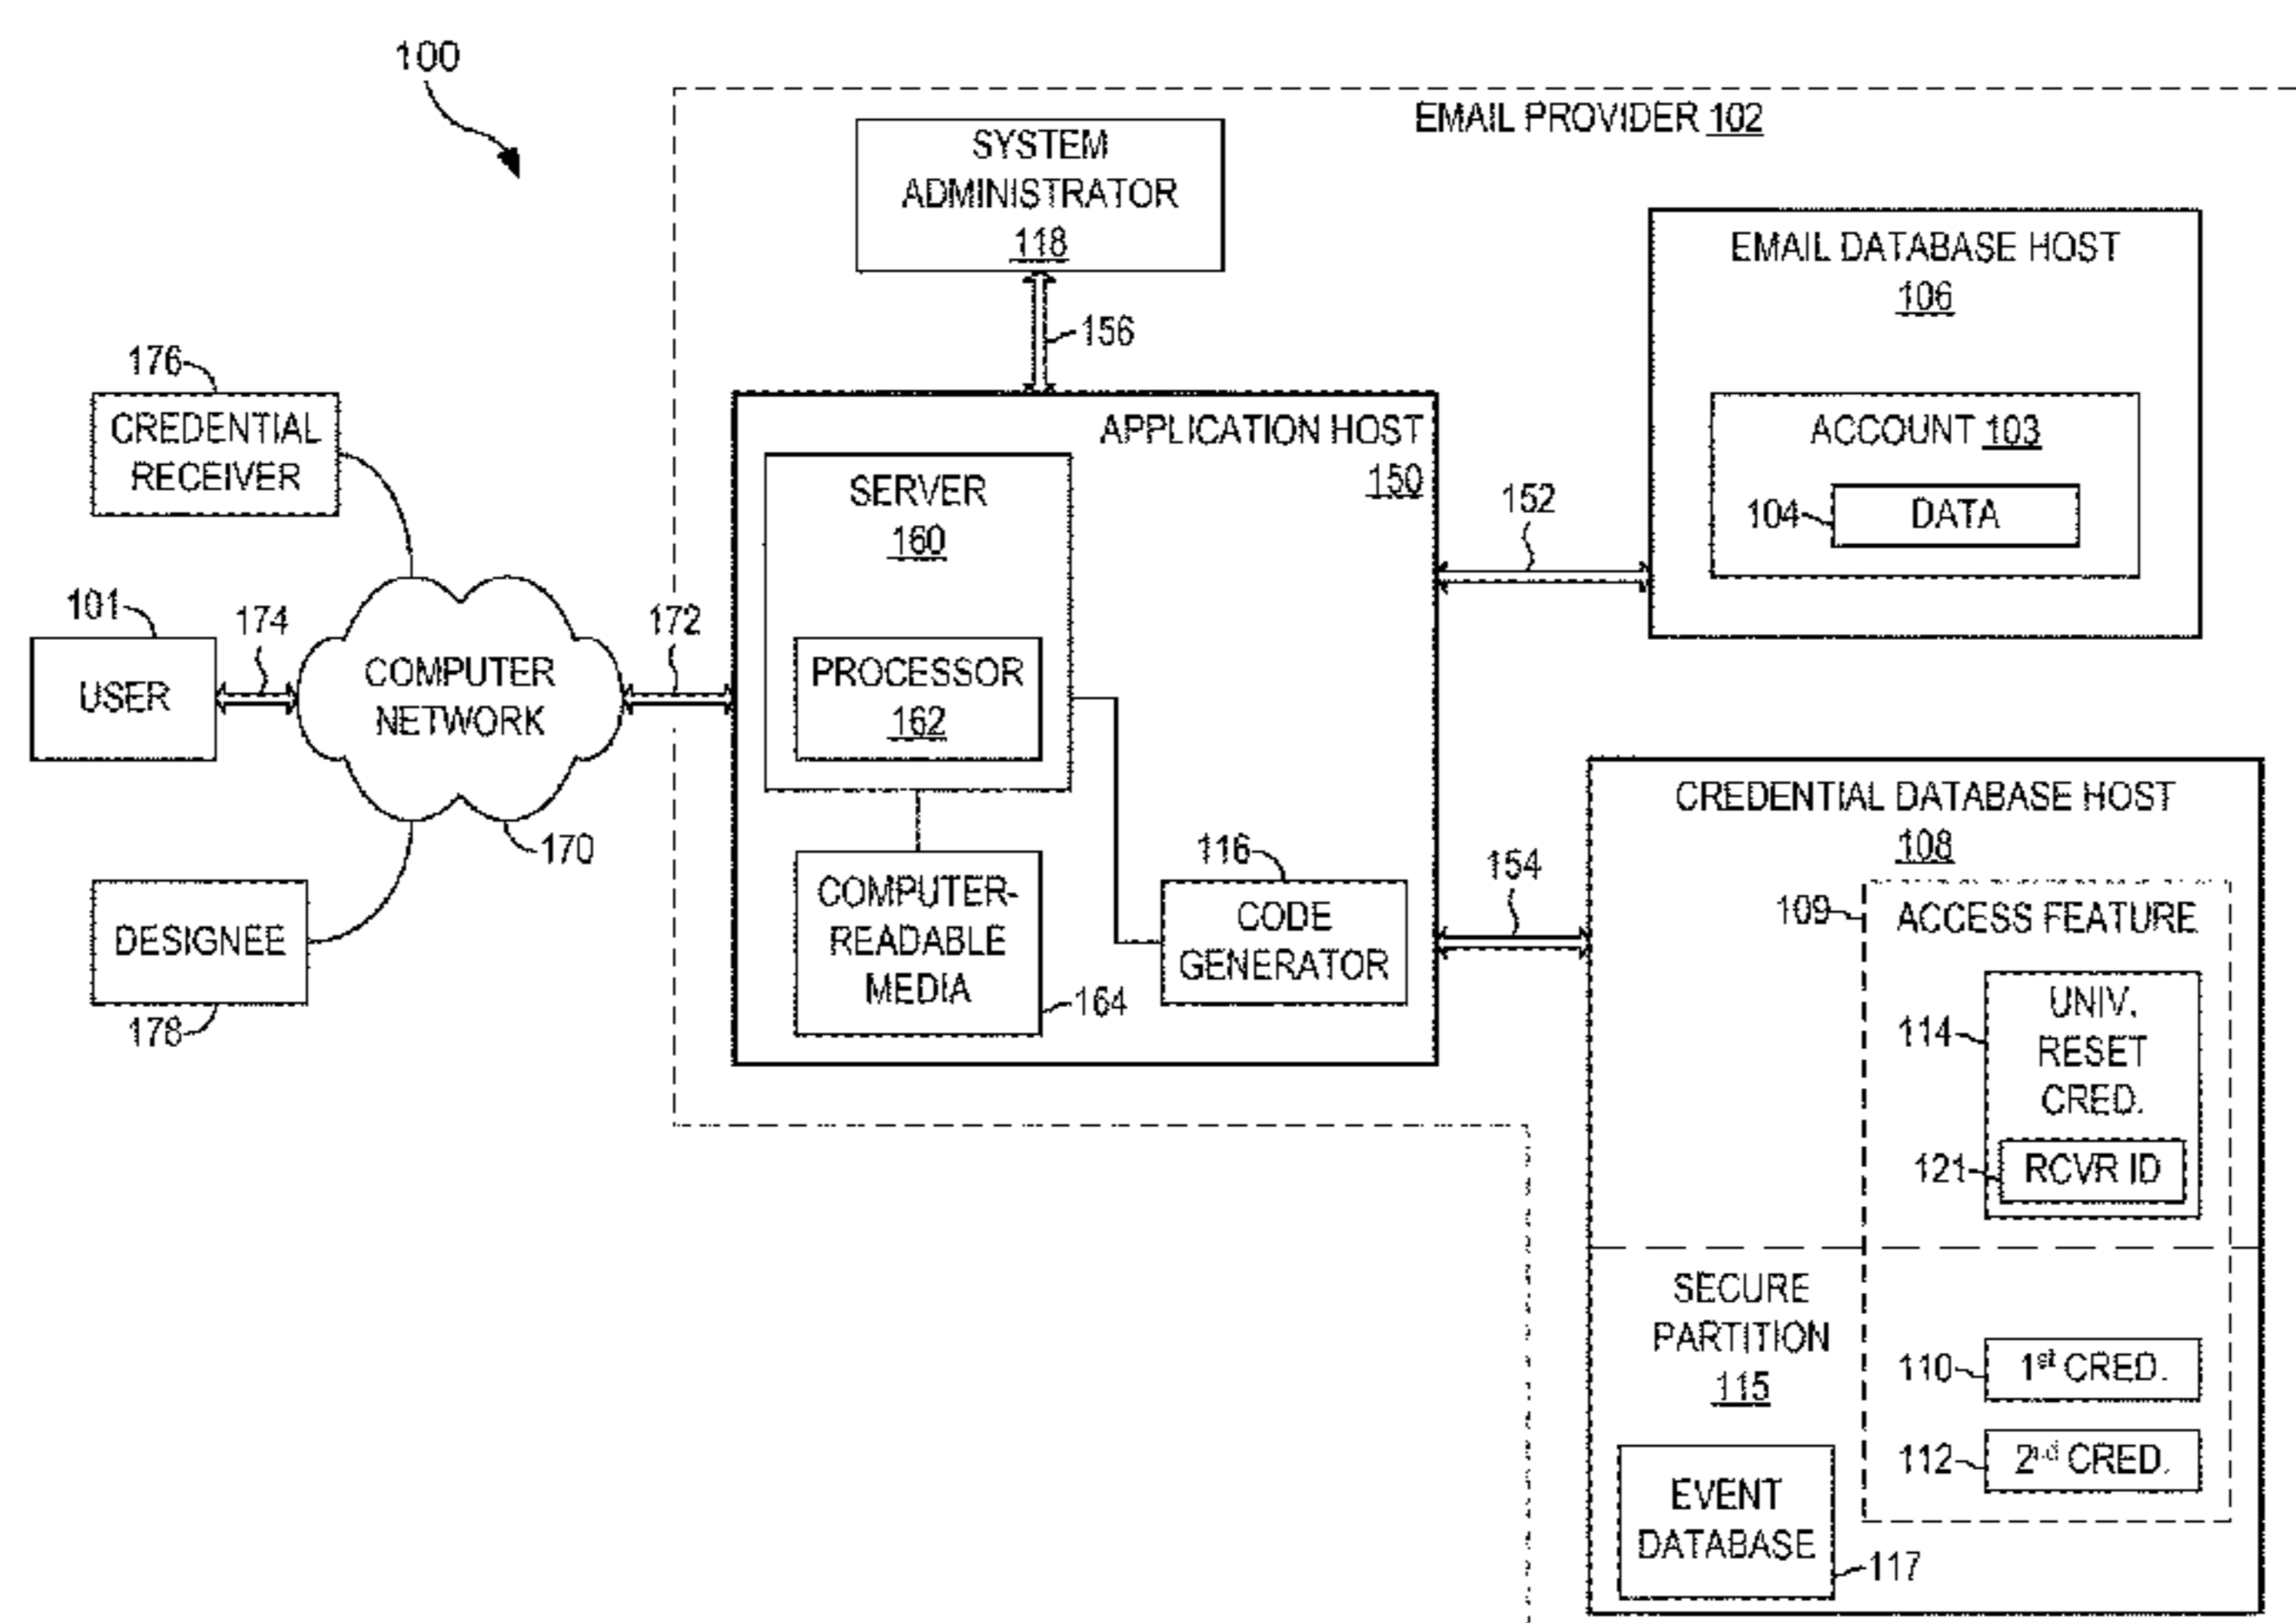 100
EMAIL PROVIDER 102
SYSTEM
ADMINISTRATOR
118
156
EMAIL DATABASE HOST
106
ACCOUNT 103
104
DATA
152
176
CREDENTIAL
RECEIVER
101
USER
174
COMPUTER
NETWORK
170
172
DESIGNEE
178
APPLICATION HOST
150
SERVER
160
PROCESSOR
162
COMPUTER-
READABLE
MEDIA
164
116
CODE
GENERATOR
154
CREDENTIAL DATABASE HOST
108
109
ACCESS FEATURE
114
UNIV.
RESET
CRED.
121
RCVR ID
SECURE
PARTITION
115
110
1st CRED.
112
2nd CRED.
EVENT
DATABASE
117